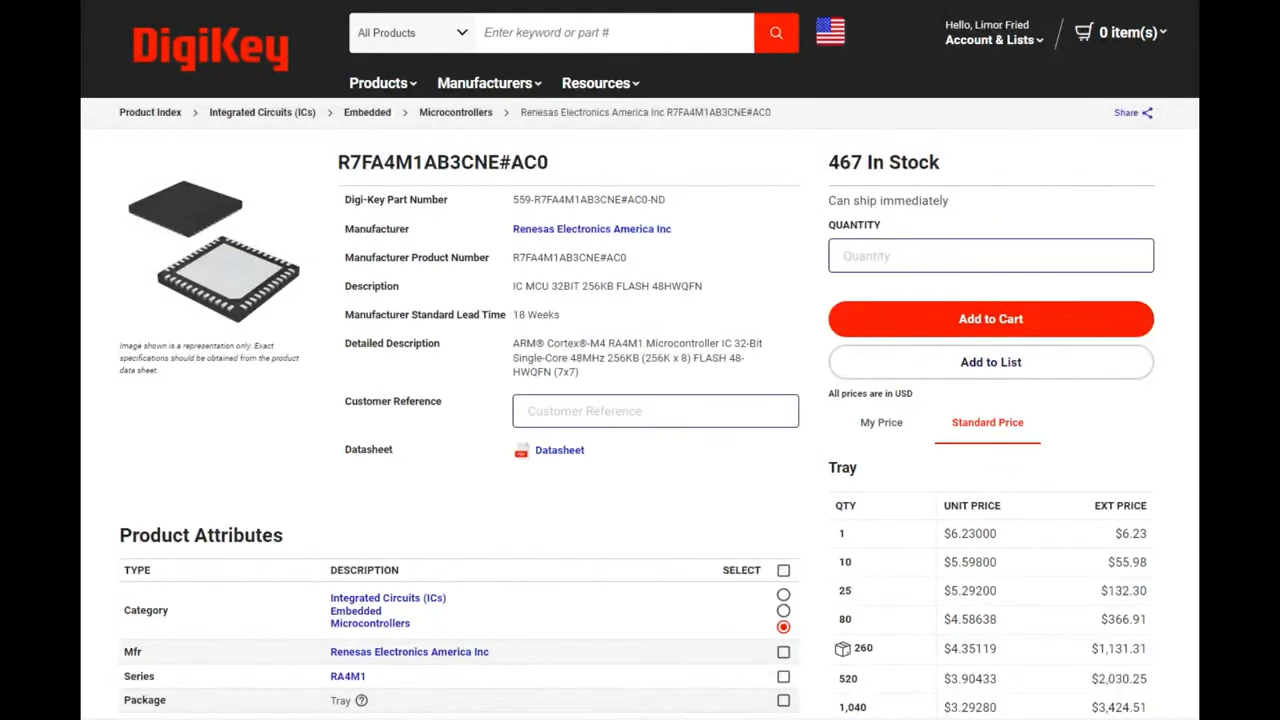 DigiKey
All Products
Enter keyword or part #
Hello, Limor Fried
Account & Lists
0 item(s)
Products
Manufacturers
Resources
Product Index > Integrated Circuits (ICs) > Embedded > Microcontrollers > Renesas Electronics America Inc R7FA4M1AB3CNE#AC0
Share
Image shown is a representation only. Exact
specifications should be obtained from the product
data sheet.
R7FA4M1AB3CNE#AC0
Digi-Key Part Number 559-R7FA4M1AB3CNE#AC0-ND
Manufacturer Renesas Electronics America Inc
Manufacturer Product Number R7FA4M1AB3CNE#AC0
Description IC MCU 32BIT 256KB FLASH 48HWQFN
Manufacturer Standard Lead Time 18 Weeks
Detailed Description ARM® Cortex®-M4 RA4M1 Microcontroller IC 32-Bit
Single-Core 48MHz 256KB (256K x 8) FLASH 48-
HWQFN (7x7)
Customer Reference Customer Reference
Datasheet PDF Datasheet
467 In Stock
Can ship immediately
QUANTITY
Quantity
Add to Cart
Add to List
All prices are in USD
My Price Standard Price
Tray
QTY UNIT PRICE EXT PRICE
1 $6.23000 $6.23
10 $5.59800 $55.98
25 $5.29200 $132.30
80 $4.58638 $366.91
260 $4.35119 $1,131.31
520 $3.90433 $2,030.25
1,040 $3.29280 $3,424.51
Product Attributes
TYPE DESCRIPTION SELECT
Category Integrated Circuits (ICs)
Embedded
Microcontrollers
Mfr Renesas Electronics America Inc
Series RA4M1
Package Tray ?